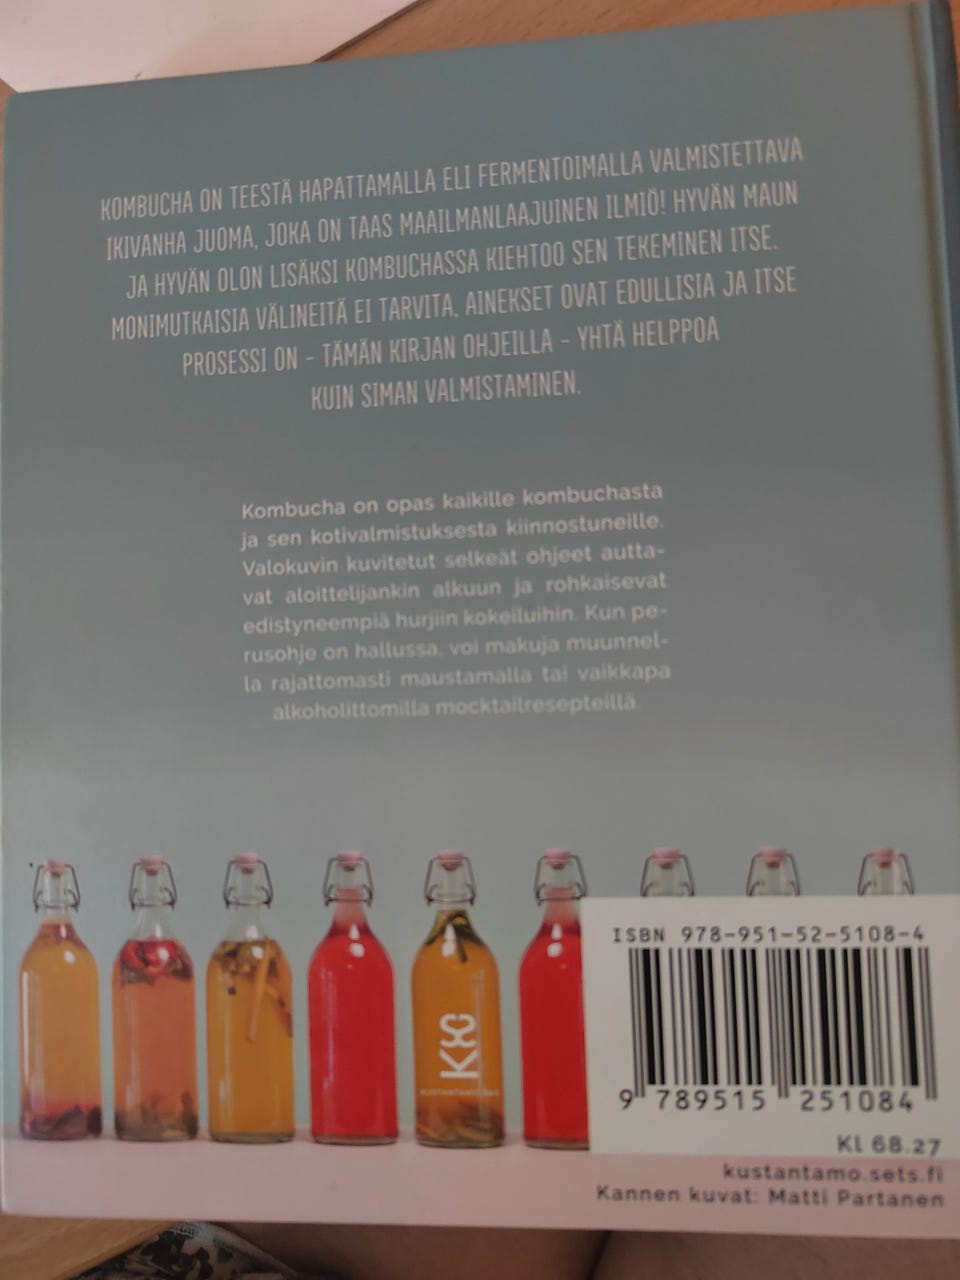 KOMBUCHA ON TEESTÄ HAPATTAMALLA ELI FERMENTOIMALLA VALMISTETTAVA
IKIVANHA JUOMA, JOKA ON TAAS MAAILMANLAAJUINEN ILMIÖ! HYVÄN MAUN
JA HYVÄN OLON LISÄKSI KOMBUCHASSA KIEHTOO SEN TEKEMINEN ITSE.
MONIMUTKAISIA VÄLINEITÄ EI TARVITA, AINEKSET OVAT EDULLISIA JA ITSE
PROSESSI ON – TÄMÄN KIRJAN OHJEILLA – YHTÄ HELPPOA
KUIN SIMAN VALMISTAMINEN.
Kombucha on opas kaikille kombuchasta
ja sen kotivalmistuksesta kiinnostuneille.
Valokuvin kuvitetut selkeät ohjeet autta-
vat aloittelijankin alkuun ja rohkaisevat
edistyneempiä hurjiin kokeiluihin. Kun pe-
rusohje on hallussa, voi makuja muunnel-
la rajattomasti maustamalla tai vaikkapa
alkoholittomilla mocktailresepteillä.
KUSTANTAMO S&S
ISBN 978-951-52-5108-4
9 789515 251084
Kl 68.27
kustantamo.sets.fi
Kannen kuvat: Matti Partanen